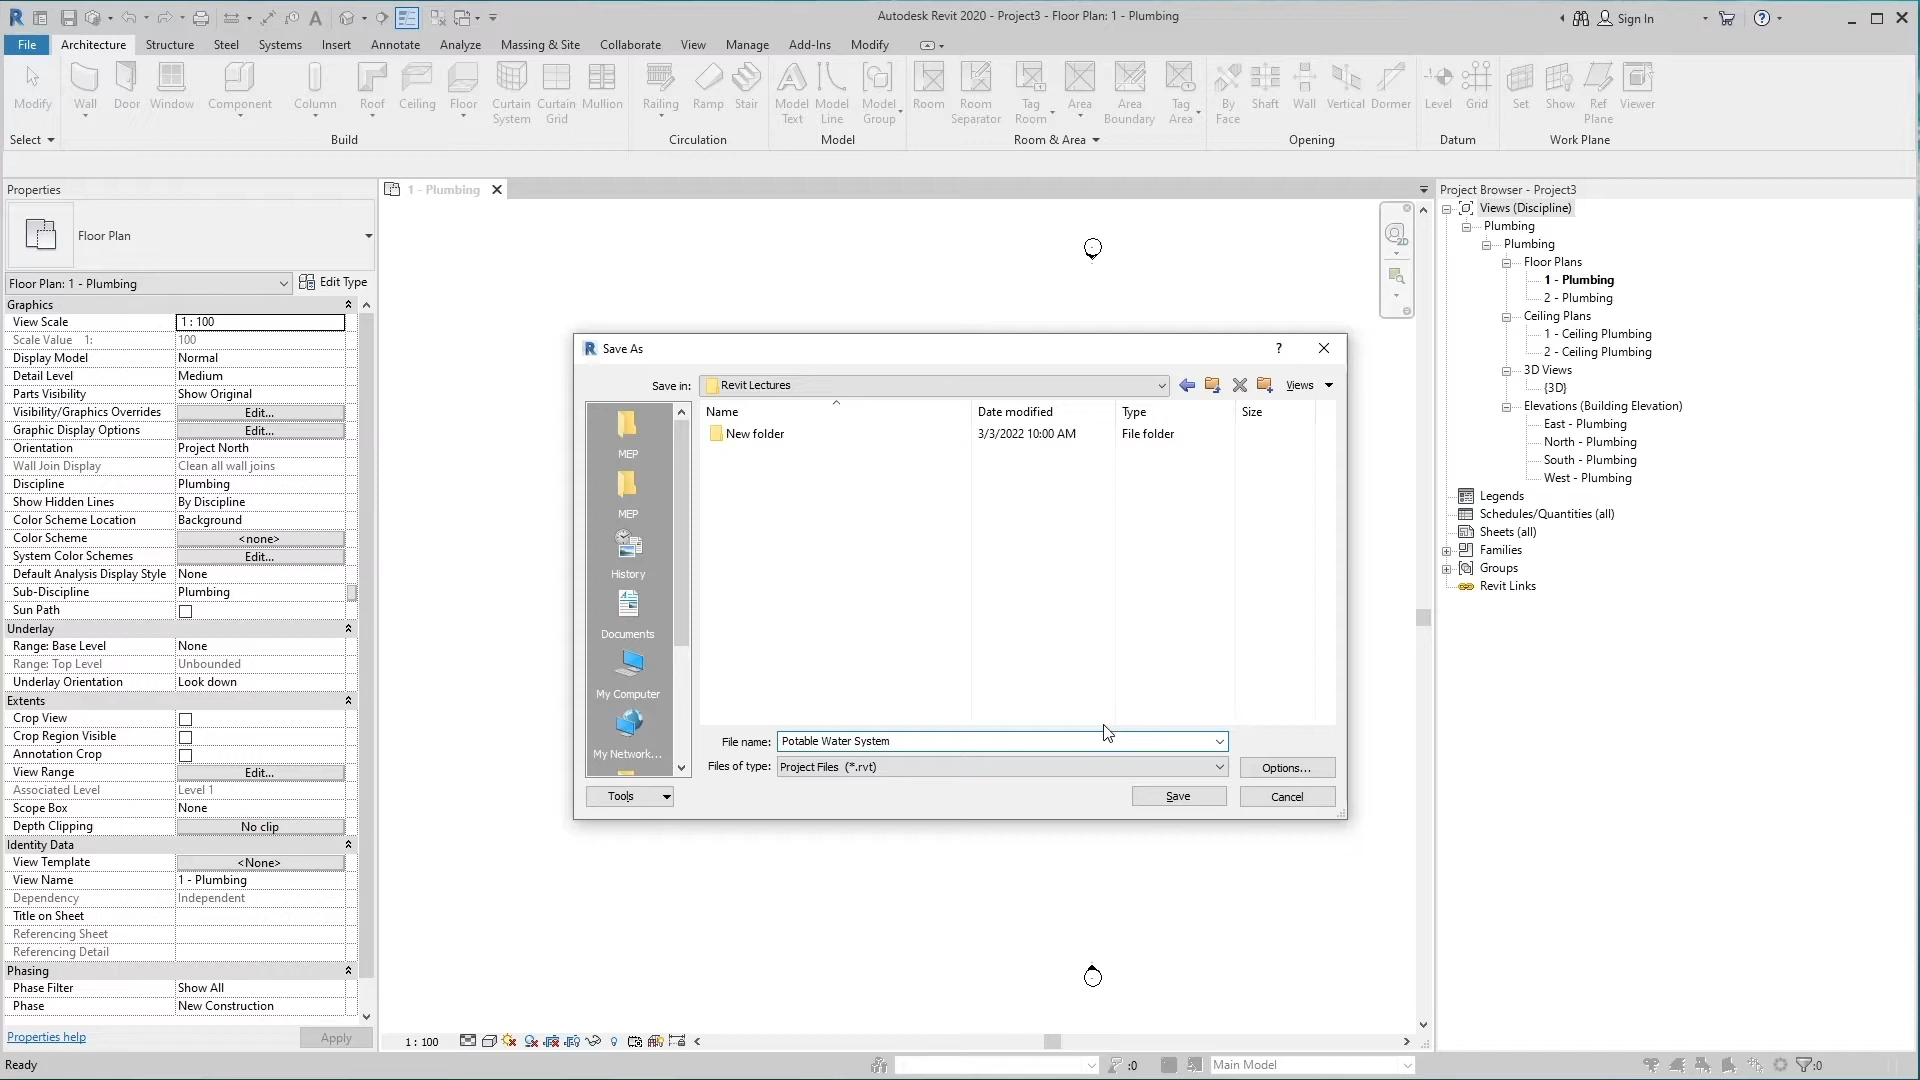 Autodesk Revit 2020 - Project3 - Floor Plan: 1 - Plumbing
Sign In
File Architecture Structure Steel Systems Insert Annotate Analyze Massing & Site Collaborate View Manage Add-Ins Modify
Modify Wall Door Window Component Column Roof Ceiling Floor Curtain System Curtain Grid Mullion Railing Ramp Stair Model Text Model Line Model Group Room Room Separator Tag Room Area Area Boundary Tag Area By Face Shaft Wall Vertical Dormer Level Grid Set Show Ref Plane Viewer
Select Build Circulation Model Room & Area Opening Datum Work Plane
Properties
Floor Plan
Floor Plan: 1 - Plumbing Edit Type
Graphics
View Scale 1 : 100
Scale Value 1: 100
Display Model Normal
Detail Level Medium
Parts Visibility Show Original
Visibility/Graphics Overrides Edit...
Graphic Display Options Edit...
Orientation Project North
Wall Join Display Clean all wall joins
Discipline Plumbing
Show Hidden Lines By Discipline
Color Scheme Location Background
Color Scheme <none>
System Color Schemes Edit...
Default Analysis Display Style None
Sub-Discipline Plumbing
Sun Path
Underlay
Range: Base Level None
Range: Top Level Unbounded
Underlay Orientation Look down
Extents
Crop View
Crop Region Visible
Annotation Crop
View Range Edit...
Associated Level Level 1
Scope Box None
Depth Clipping No clip
Identity Data
View Template <None>
View Name 1 - Plumbing
Dependency Independent
Title on Sheet
Referencing Sheet
Referencing Detail
Phasing
Phase Filter Show All
Phase New Construction
Properties help Apply
Ready
1 - Plumbing
2D
Save As
?
Save in: Revit Lectures Views
Name Date modified Type Size
New folder 3/3/2022 10:00 AM File folder
MEP
MEP
History
Documents
My Computer
My Network...
File name: Potable Water System
Files of type: Project Files (*.rvt) Options...
Tools Save Cancel
1 : 100
:0 Main Model :0
Project Browser - Project3
Views (Discipline)
Plumbing
Plumbing
Floor Plans
1 - Plumbing
2 - Plumbing
Ceiling Plans
1 - Ceiling Plumbing
2 - Ceiling Plumbing
3D Views
{3D}
Elevations (Building Elevation)
East - Plumbing
North - Plumbing
South - Plumbing
West - Plumbing
Legends
Schedules/Quantities (all)
Sheets (all)
Families
Groups
Revit Links